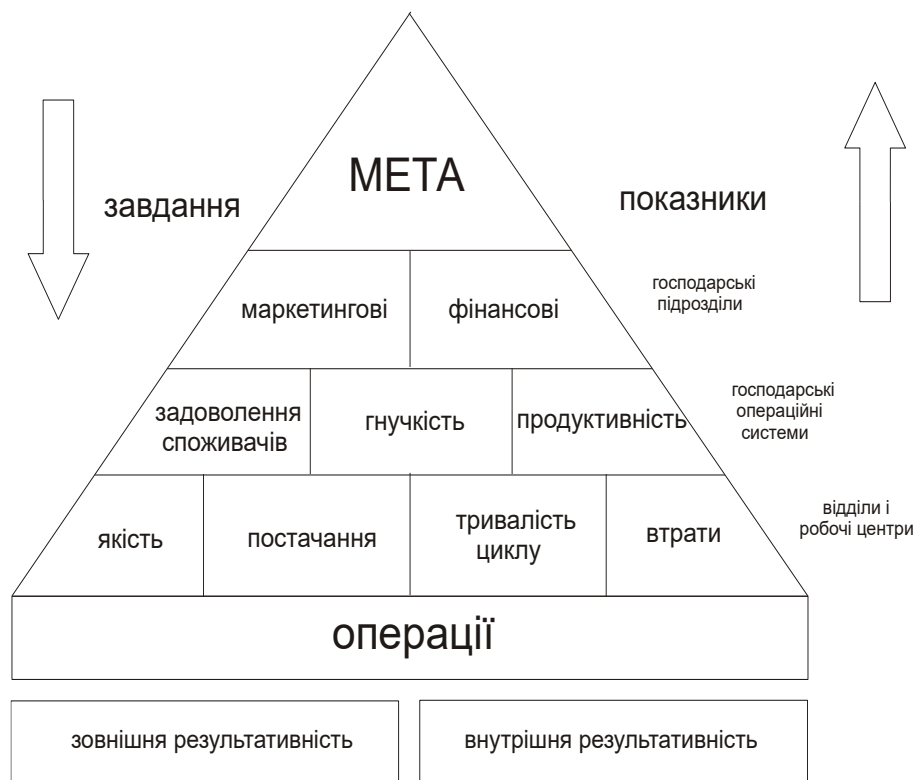 МЕТА
завдання
показники
господарські
підрозділи
маркетингові
фінансові
господарські
операційні
системи
задоволення
споживачів
гнучкість
продуктивність
відділи і
робочі центри
якість
постачання
тривалість
циклу
втрати
операції
зовнішня результативність
внутрішня результативність